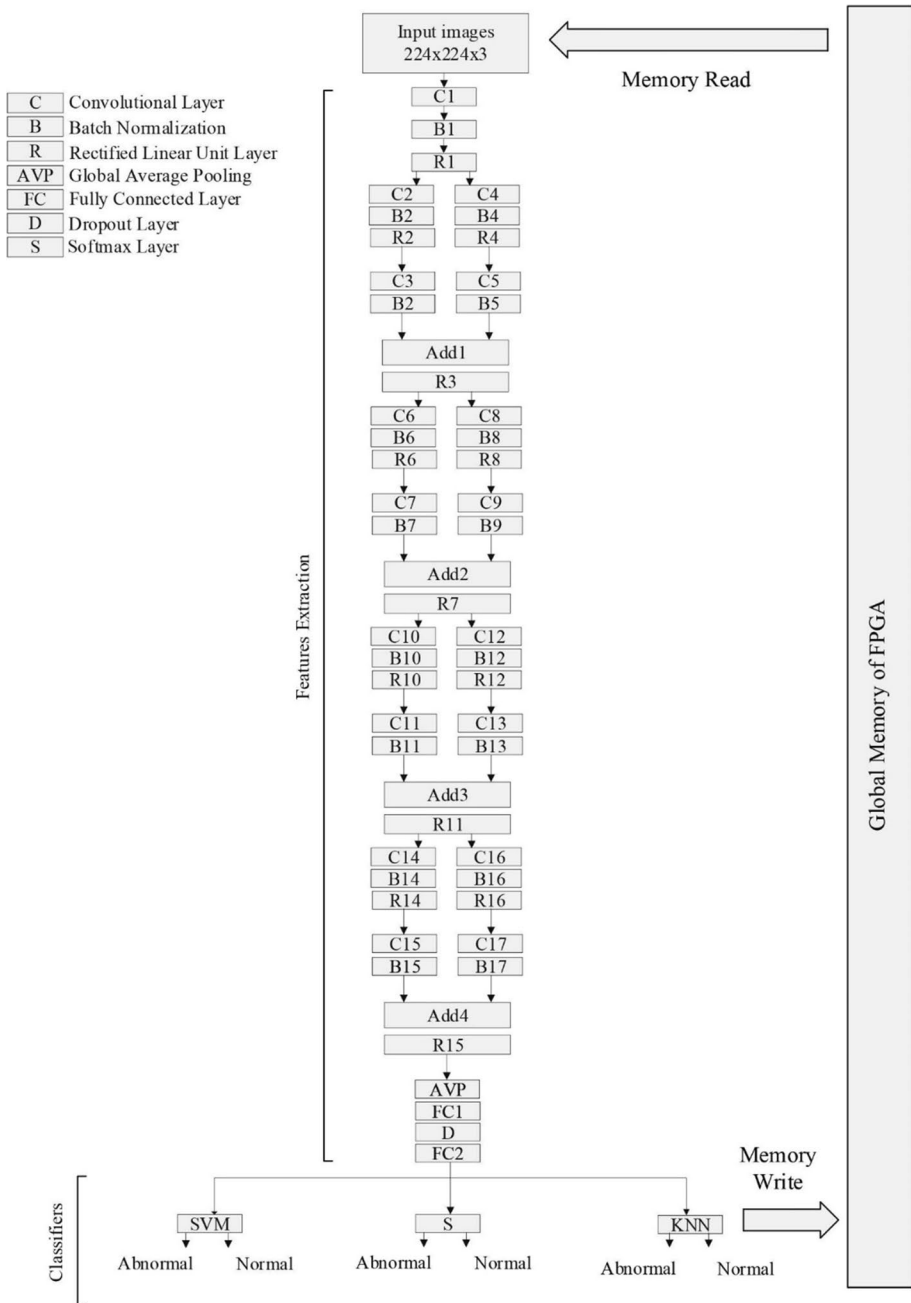 Input images
224x224x3
Memory Read
C Convolutional Layer
B Batch Normalization
R Rectified Linear Unit Layer
AVP Global Average Pooling
FC Fully Connected Layer
D Dropout Layer
S Softmax Layer
C1
B1
R1
C2 C4
B2 B4
R2 R4
C3 C5
B2 B5
Add1
R3
C6 C8
B6 B8
R6 R8
C7 C9
B7 B9
Add2
R7
C10 C12
B10 B12
R10 R12
C11 C13
B11 B13
Add3
R11
C14 C16
B14 B16
R14 R16
C15 C17
B15 B17
Add4
R15
AVP
FC1
D
FC2
Features Extraction
Global Memory of FPGA
Memory
Write
Classifiers
SVM S KNN
Abnormal Normal Abnormal Normal Abnormal Normal